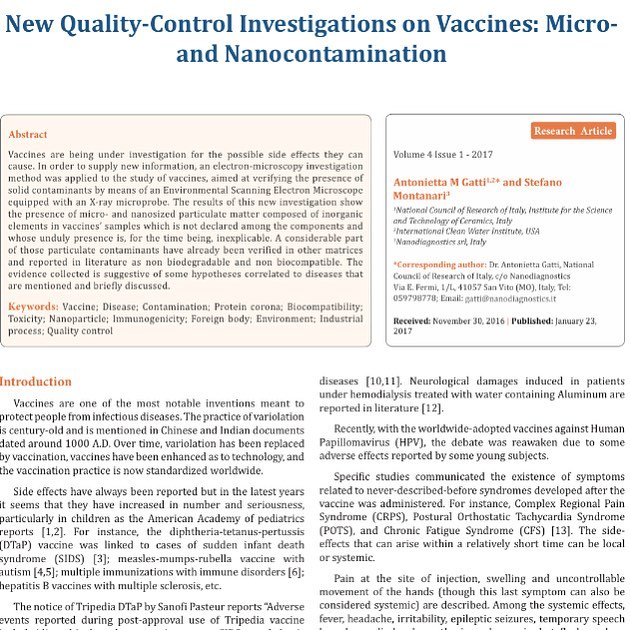 New Quality-Control Investigations on Vaccines: Micro-
and Nanocontamination
Abstract
Vaccines are being under investigation for the possible side effects they can
cause. In order to supply new information, an electron-microscopy investigation
method was applied to the study of vaccines, aimed at verifying the presence of
solid contaminants by means of an Environmental Scanning Electron Microscope
equipped with an X-ray microprobe. The results of this new investigation show
the presence of micro- and nanosized particulate matter composed of inorganic
elements in vaccines' samples which is not declared among the components and
whose unduly presence is, for the time being, inexplicable. A considerable part
of those particulate contaminants have already been verified in other matrices
and reported in literature as non biodegradable and non biocompatible. The
evidence collected is suggestive of some hypotheses correlated to diseases that
are mentioned and briefly discussed.
Keywords: Vaccine; Disease; Contamination; Protein corona; Biocompatibility;
Toxicity; Nanoparticle; Immunogenicity; Foreign body; Environment; Industrial
process; Quality control
Research Article
Volume 4 Issue 1 - 2017
Antonietta M Gatti1,2* and Stefano
Montanari3
1National Council of Research of Italy, Institute for the Science
and Technology of Ceramics, Italy
2International Clean Water Institute, USA
3Nanodiagnostics srl, Italy
*Corresponding author: Dr. Antonietta Gatti, National
Council of Research of Italy, c/o Nanodiagnostics
Via E. Fermi, 1/L, 41057 San Vito (MO), Italy, Tel:
059798778; Email: gatti@nanodiagnostics.it
Received: November 30, 2016 | Published: January 23,
2017
Introduction
Vaccines are one of the most notable inventions meant to
protect people from infectious diseases. The practice of variolation
is century-old and is mentioned in Chinese and Indian documents
dated around 1000 A.D. Over time, variolation has been replaced
by vaccination, vaccines have been enhanced as to technology, and
the vaccination practice is now standardized worldwide.
Side effects have always been reported but in the latest years
it seems that they have increased in number and seriousness,
particularly in children as the American Academy of pediatrics
reports [1,2]. For instance, the diphtheria-tetanus-pertussis
(DTaP) vaccine was linked to cases of sudden infant death
syndrome (SIDS) [3]; measles-mumps-rubella vaccine with
autism [4,5]; multiple immunizations with immune disorders [6];
hepatitis B vaccines with multiple sclerosis, etc.
The notice of Tripedia DTaP by Sanofi Pasteur reports "Adverse
events reported during post-approval use of Tripedia vaccine
diseases [10,11]. Neurological damages induced in patients
under hemodialysis treated with water containing Aluminum are
reported in literature [12].
Recently, with the worldwide-adopted vaccines against Human
Papillomavirus (HPV), the debate was reawaken due to some
adverse effects reported by some young subjects.
Specific studies communicated the existence of symptoms
related to never-described-before syndromes developed after the
vaccine was administered. For instance, Complex Regional Pain
Syndrome (CRPS), Postural Orthostatic Tachycardia Syndrome
(POTS), and Chronic Fatigue Syndrome (CFS) [13]. The side-
effects that can arise within a relatively short time can be local
or systemic.
Pain at the site of injection, swelling and uncontrollable
movement of the hands (though this last symptom can also be
considered systemic) are described. Among the systemic effects,
fever, headache, irritability, epileptic seizures, temporary speech